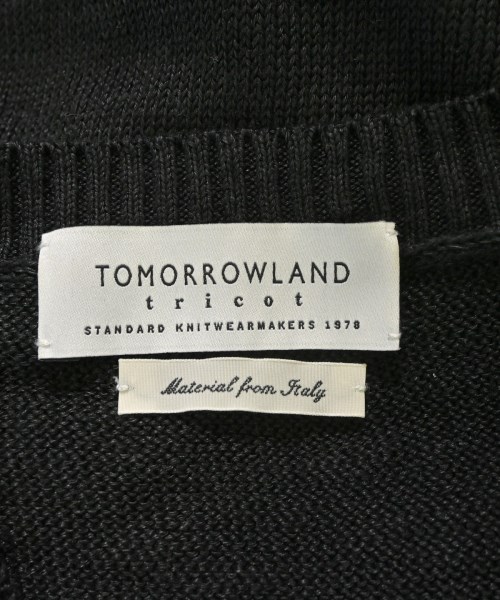 TOMORROWLAND
tricot
STANDARD KNITWEARMAKERS 1978
Material from Italy